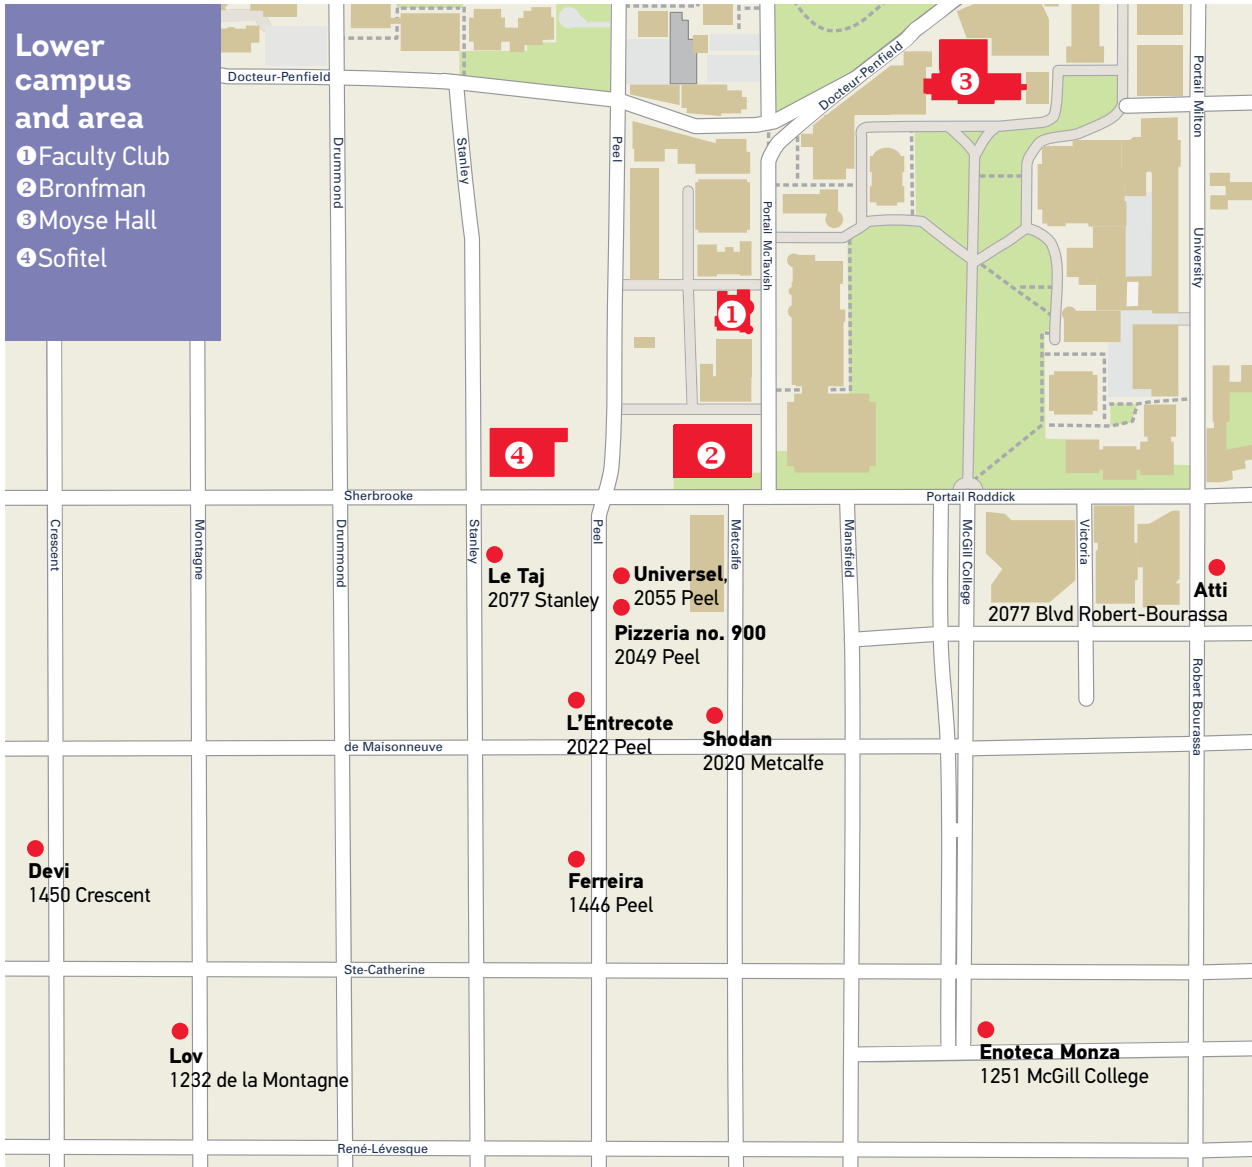 Lower
campus
and area
❶Faculty Club
❷Bronfman
❸Moyse Hall
❹Sofitel
Docteur-Penfield
Docteur-Penfield
3
Portail Milton
Drummond
Stanley
Peel
Portail McTavish
University
1
4
2
Sherbrooke
Portail Roddick
Crescent
Montagne
Drummond
Stanley
Peel
Metcalfe
Mansfield
McGill College
Victoria
Le Taj
2077 Stanley
Universel,
2055 Peel
Pizzeria no. 900
2049 Peel
Atti
2077 Blvd Robert-Bourassa
Robert Bourassa
L'Entrecote
2022 Peel
Shodan
2020 Metcalfe
de Maisonneuve
Devi
1450 Crescent
Ferreira
1446 Peel
Ste-Catherine
Lov
1232 de la Montagne
Enoteca Monza
1251 McGill College
René-Lévesque